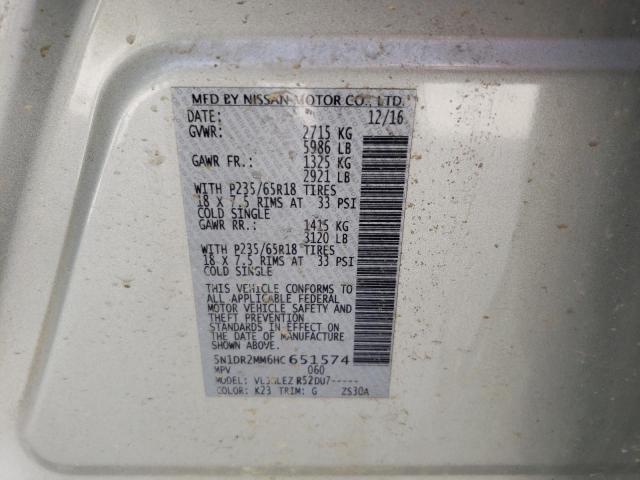 MFD BY NISSAN MOTOR CO., LTD.
DATE: 12/16
GVWR: 2715 KG
5986 LB
GAWR FR.: 1325 KG
2921 LB
WITH P235/65R18 TIRES
18 X 7.5 RIMS AT 33 PSI
COLD SINGLE
GAWR RR.: 1415 KG
3120 LB
WITH P235/65R18 TIRES
18 X 7.5 RIMS AT 33 PSI
COLD SINGLE
THIS VEHICLE CONFORMS TO
ALL APPLICABLE FEDERAL
MOTOR VEHICLE SAFETY AND
THEFT PREVENTION
STANDARDS IN EFFECT ON
THE DATE OF MANUFACTURE
SHOWN ABOVE.
5N1DR2MM6HC651574
MPV 060
MODEL: R52DU7-----
COLOR: K23 TRIM: G ZS30A